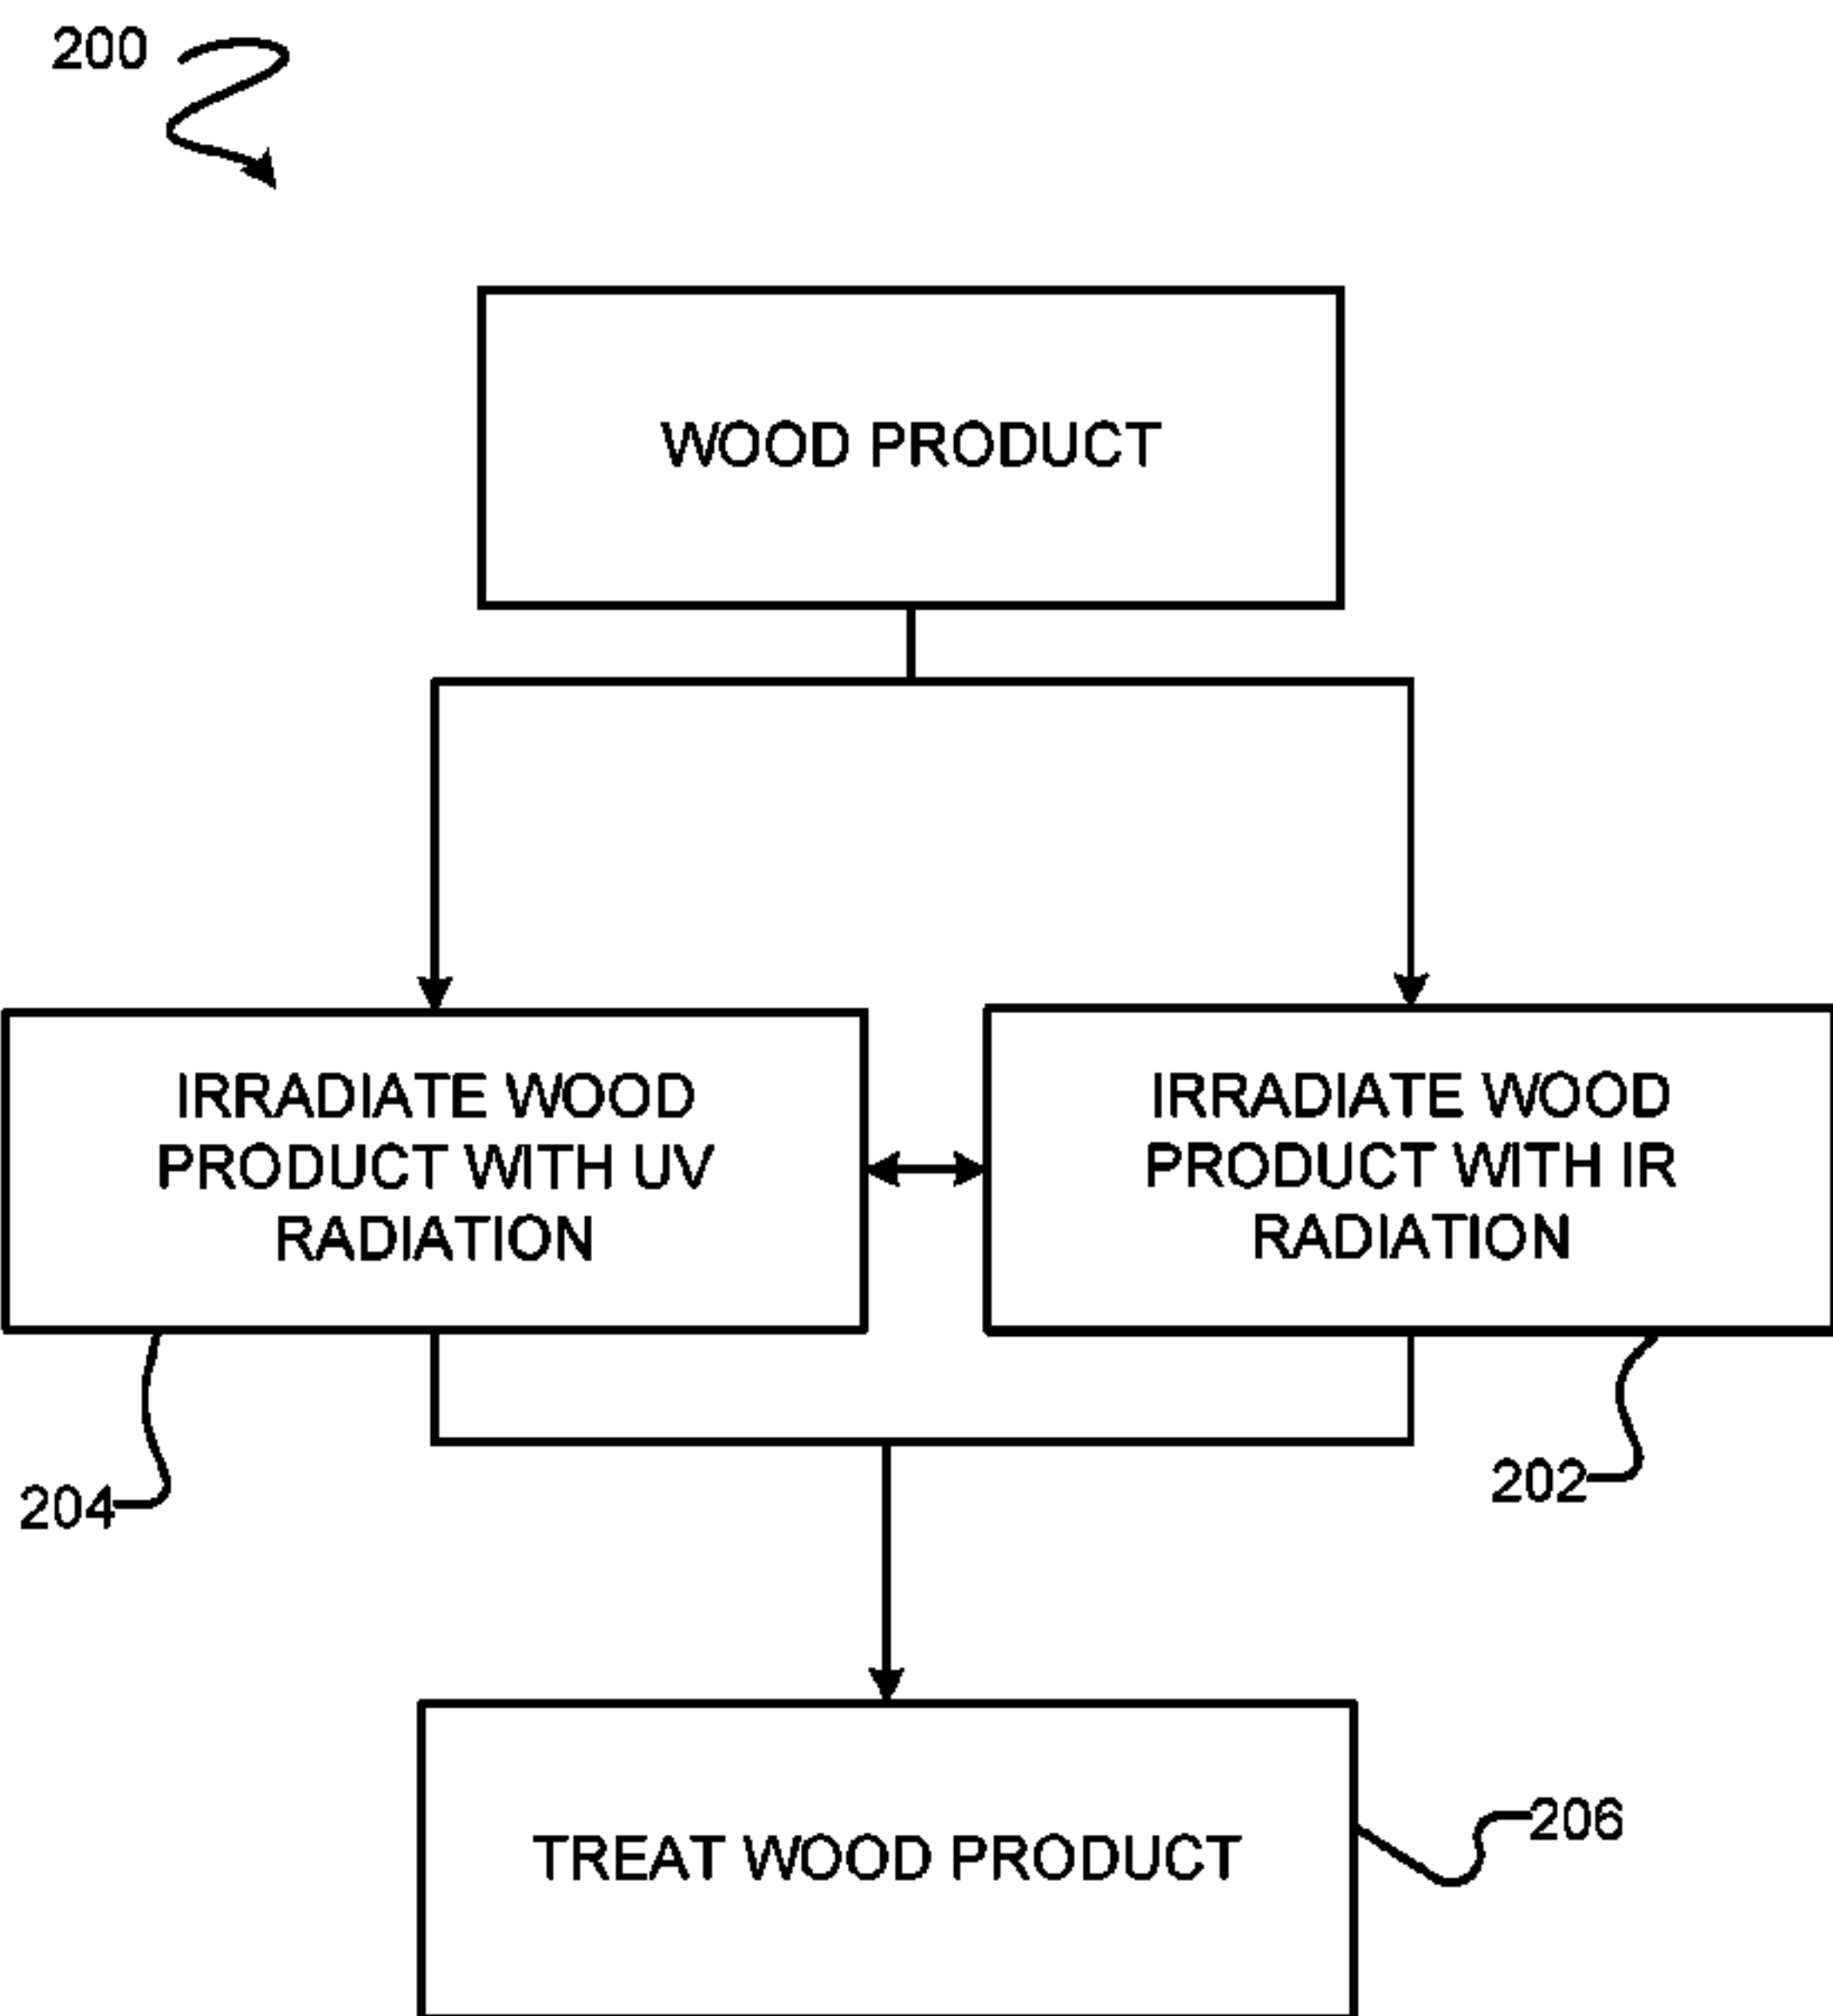 200
WOOD PRODUCT
IRRADIATE WOOD
PRODUCT WITH UV
RADIATION
IRRADIATE WOOD
PRODUCT WITH IR
RADIATION
204
202
TREAT WOOD PRODUCT
206